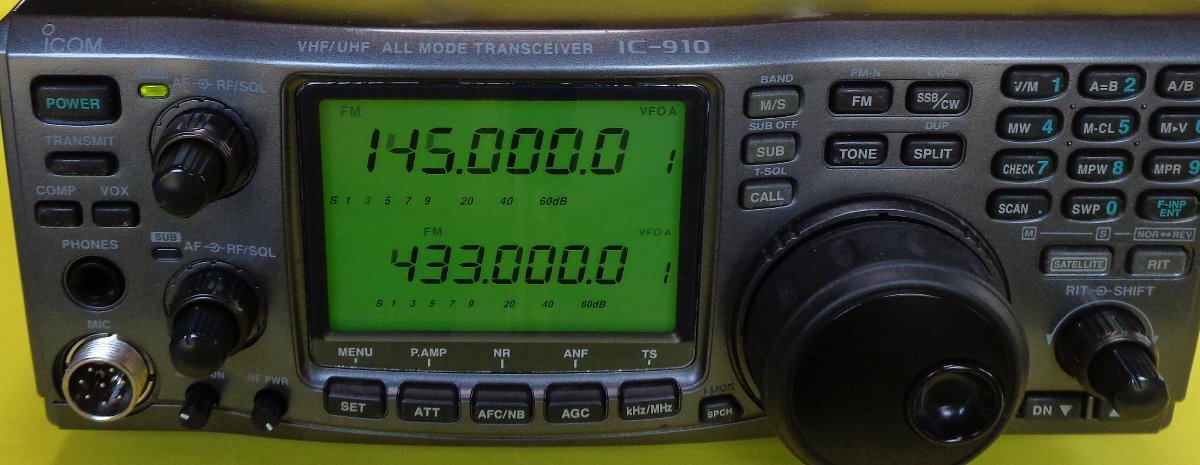 ICOM
VHF/UHF ALL MODE TRANSCEIVER IC-910
POWER
AF RF/SQL
TRANSMIT
COMP VOX
PHONES
SUB
AF RF/SQL
MIC
RF PWR
FM VFO A
145.000.0 1
S 1 3 5 7 9 20 40 60dB
FM VFO A
433.000.0 1
S 1 3 5 7 9 20 40 60dB
MENU P.AMP NR ANF TS
SET ATT AFC/NB AGC kHz/MHz
SPCH
BAND
M/S
SUB OFF
SUB
T-SQL
CALL
FM-N
FM SSB/CW
DUP
TONE SPLIT
V/M 1 A=B 2 A/B
MW 4 M-CL 5 M▸V
CHECK 7 MPW 8 MPR 9
SCAN . SWP 0 F-INP ENT
M S NOR↔REV
SATELLITE RIT
RIT SHIFT
DN ▼ ▲